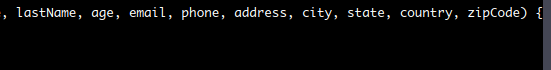 , lastName, age, email, phone, address, city, state, country, zipCode) {